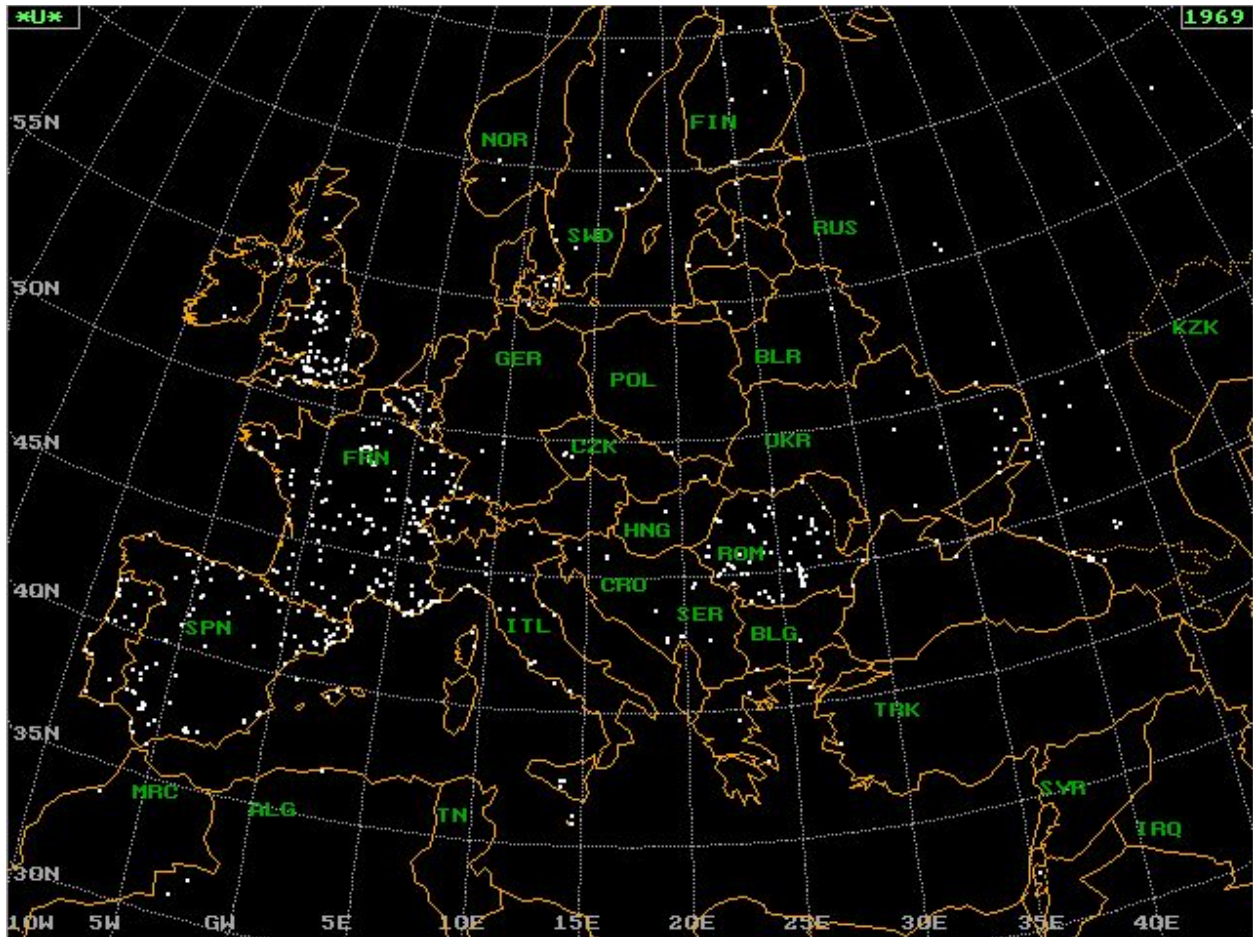 *U* 1969
55N
FIN
NOR
RUS
SWD
50N
KZK
GER
BLR
POL
45N
UKR
CZK
FRN
HNG
ROM
CRO
40N
SER
ITL
SPN
BLG
TRK
35N
SYR
MRC
ALG
TN
IRQ
30N
10W 5W GW 5E 10E 15E 20E 25E 30E 35E 40E